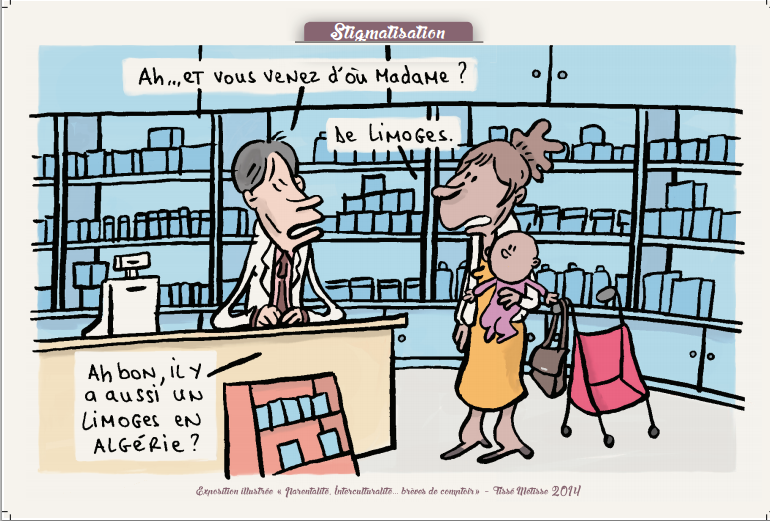 Stigmatisation
Ah...et vous venez d'où Madame ?
De Limoges.
Ah bon, il y
a aussi un
Limoges en
Algérie ?
Exposition illustrée « Parentalité, Interculturalité... brèves de comptoir » - Tissé Métisse 2014